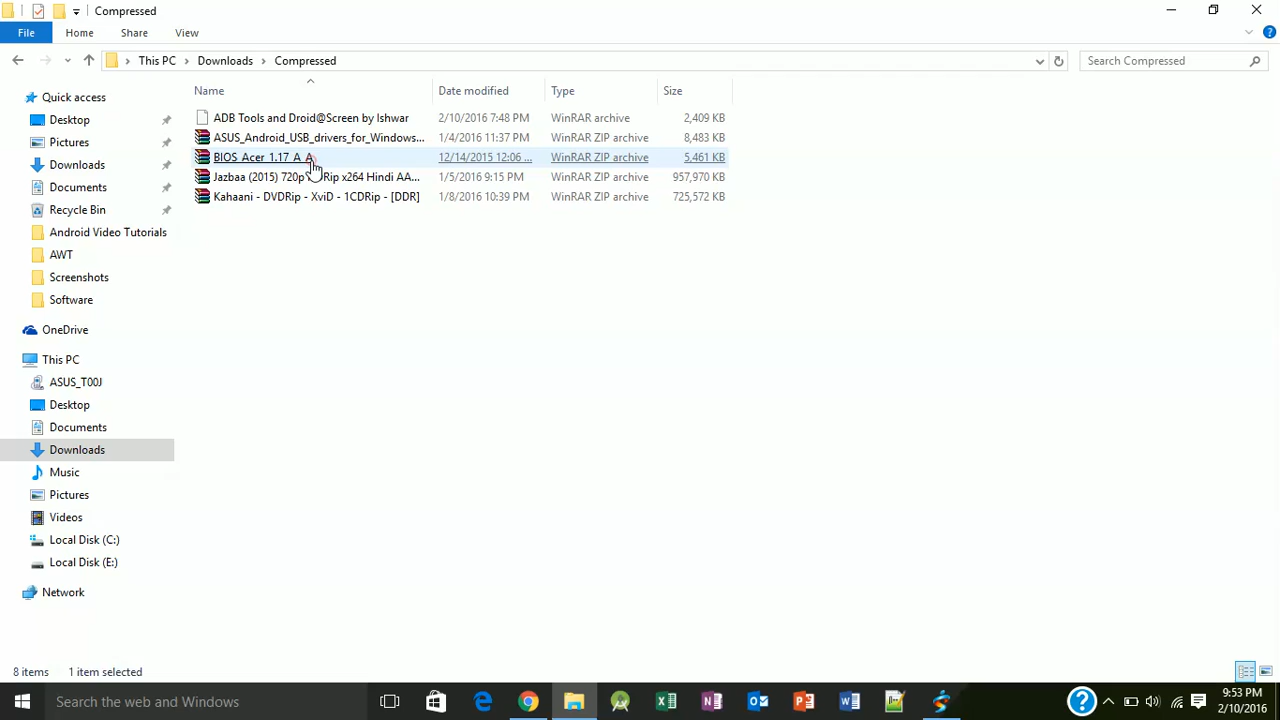 Compressed
File Home Share View
This PC Downloads Compressed Search Compressed
Name Date modified Type Size
Quick access
Desktop
Pictures
Downloads
Documents
Recycle Bin
Android Video Tutorials
AWT
Screenshots
Software
OneDrive
This PC
ASUS_T00J
Desktop
Documents
Downloads
Music
Pictures
Videos
Local Disk (C:)
Local Disk (E:)
Network
ADB Tools and Droid@Screen by Ishwar 2/10/2016 7:48 PM WinRAR archive 2,409 KB
ASUS_Android_USB_drivers_for_Windows... 1/4/2016 11:37 PM WinRAR ZIP archive 8,483 KB
BIOS_Acer_1.17_A_A 12/14/2015 12:06 ... WinRAR ZIP archive 5,461 KB
Jazbaa (2015) 720p x264 Hindi AA... 1/5/2016 9:15 PM WinRAR ZIP archive 957,970 KB
Kahaani - DVDRip - XviD - 1CDRip - [DDR] 1/8/2016 10:39 PM WinRAR ZIP archive 725,572 KB
8 items 1 item selected
Search the web and Windows
9:53 PM
2/10/2016